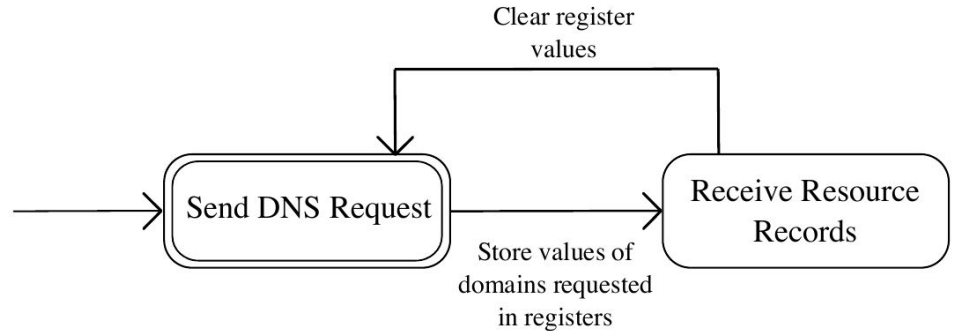 Clear register
values
Send DNS Request
Receive Resource
Records
Store values of
domains requested
in registers